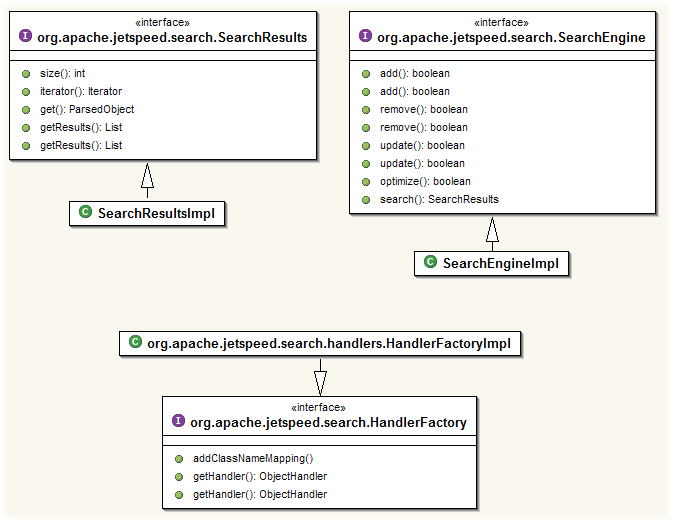 «interface»
I org.apache.jetspeed.search.SearchResults
size(): int
iterator(): Iterator
get(): ParsedObject
getResults(): List
getResults(): List
C SearchResultsImpl
«interface»
I org.apache.jetspeed.search.SearchEngine
add(): boolean
add(): boolean
remove(): boolean
remove(): boolean
update(): boolean
update(): boolean
optimize(): boolean
search(): SearchResults
C SearchEngineImpl
C org.apache.jetspeed.search.handlers.HandlerFactoryImpl
«interface»
I org.apache.jetspeed.search.HandlerFactory
addClassNameMapping()
getHandler(): ObjectHandler
getHandler(): ObjectHandler